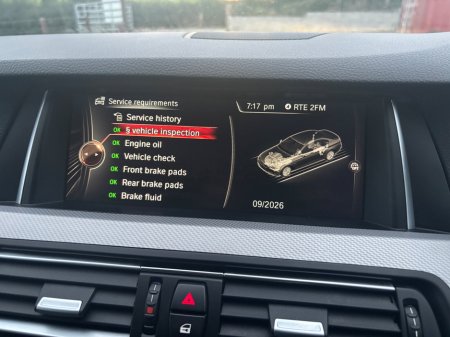 Service requirements
7:17 pm RTE 2FM
Service history
OK § vehicle inspection
OK Engine oil
OK Vehicle check
OK Front brake pads
OK Rear brake pads
OK Brake fluid
09/2026